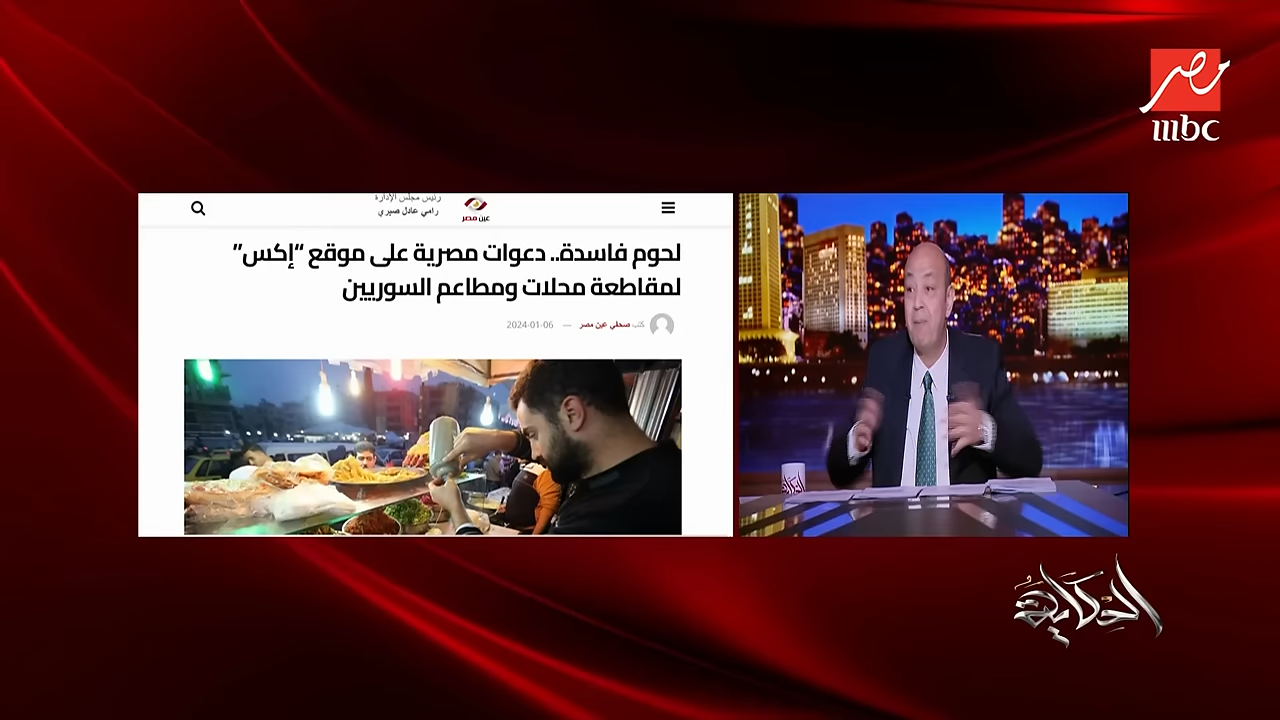 مصر
mbc
رئيس مجلس الإدارة
رامي عادل صبري
عين مصر
لحوم فاسدة.. دعوات مصرية على موقع “إكس”
لمقاطعة محلات ومطاعم السوريين
كتب صحفي عين مصر — 2024-01-06
الحكاية
الحكاية